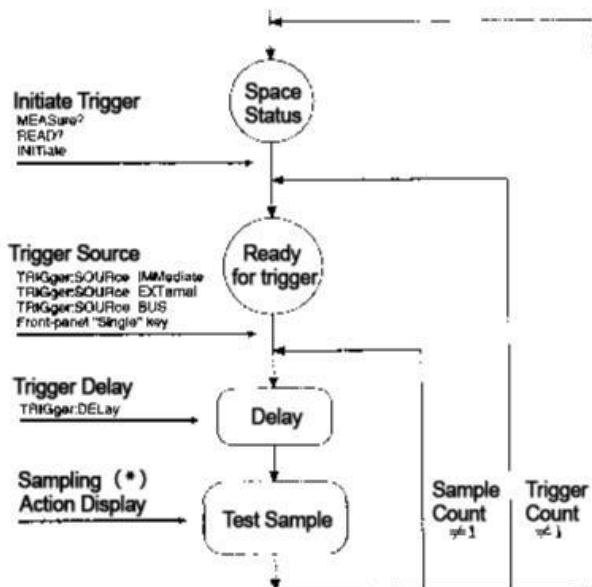 Space
Status
Initiate Trigger
MEASure?
READ?
INITiate
Ready
for trigger
Trigger Source
TRIGger:SOURce IMMediate
TRIGger:SOURce EXTernal
TRIGger:SOURce BUS
Front-panel "Single" key
Trigger Delay
TRIGger:DELay
Delay
Sampling (*)
Action Display
Test Sample
Sample
Count
≠1
Trigger
Count
≠1